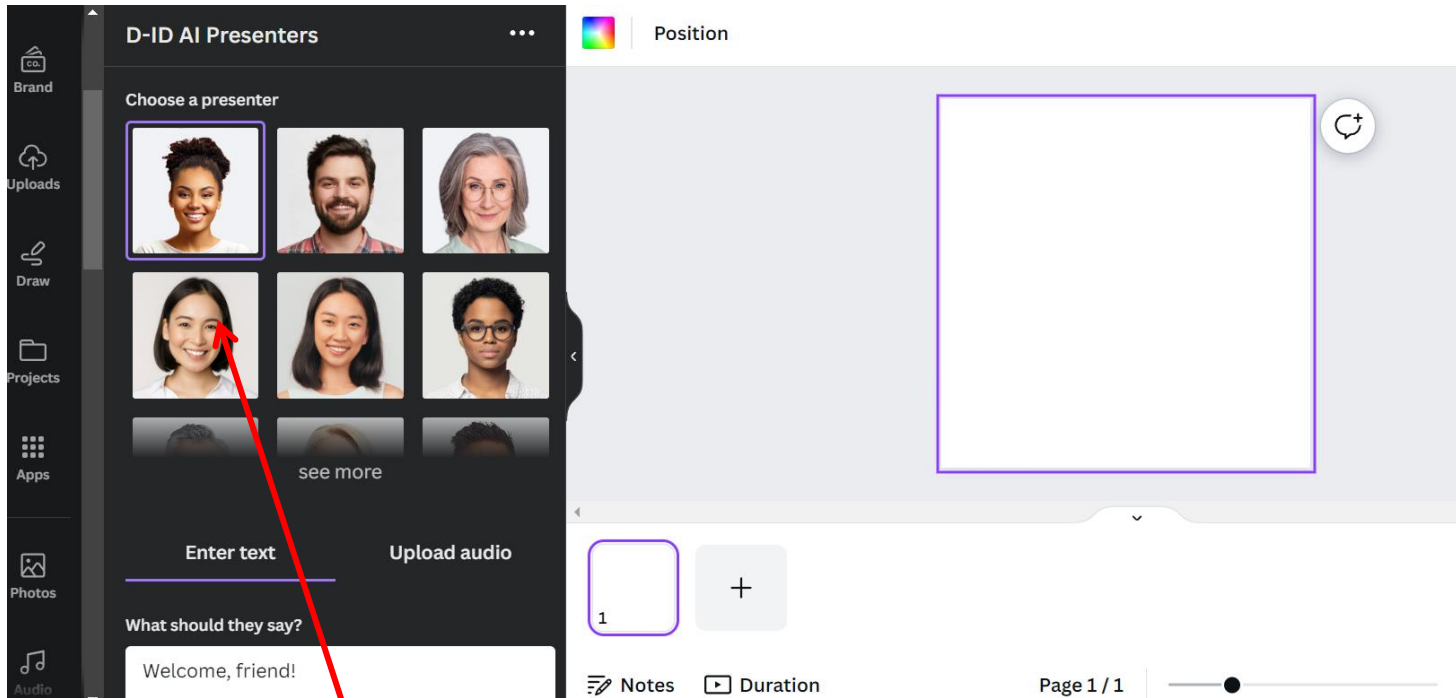 co.
Brand
Uploads
Draw
Projects
Apps
Photos
Audio
D-ID AI Presenters
Choose a presenter
see more
Enter text
Upload audio
What should they say?
Welcome, friend!
Position
1
Notes
Duration
Page 1 / 1